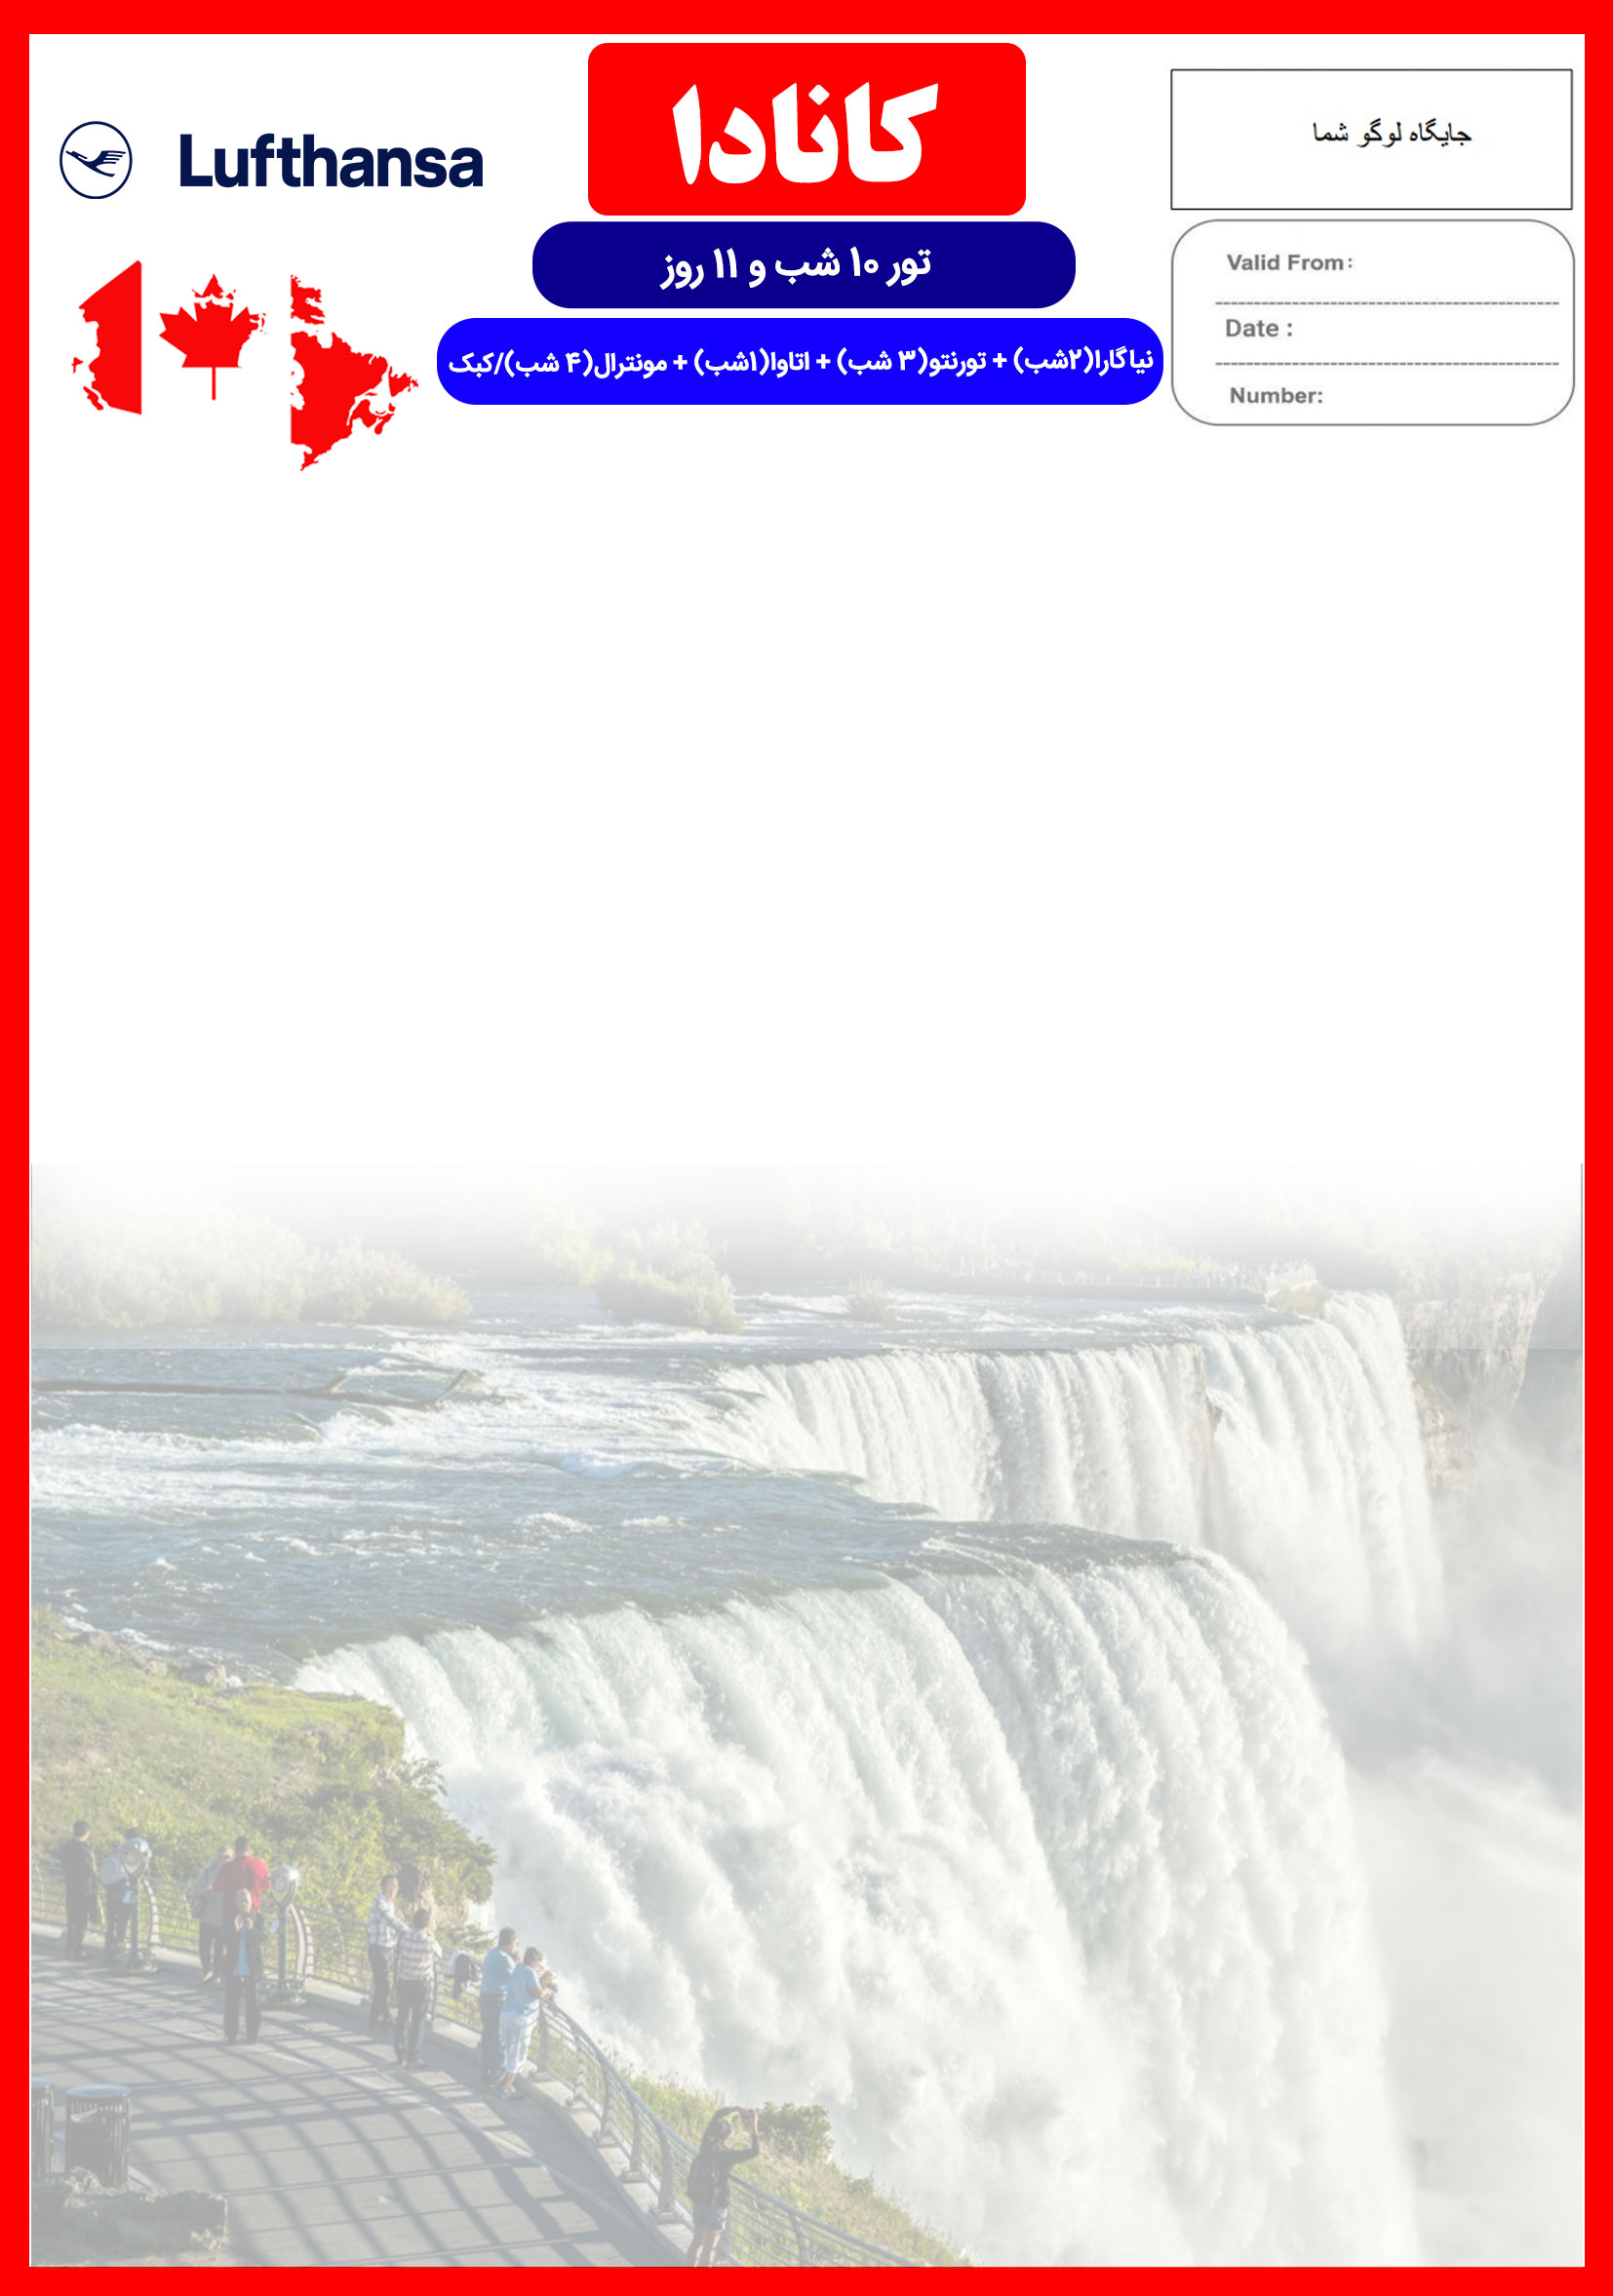 کانادا
Lufthansa
جایگاه لوگو شما
تور ۱۰ شب و ۱۱ روز
نیاگارا(۲شب) + تورنتو(۳ شب) + اتاوا(۱شب) + مونترال(۴ شب)/کبک
Valid From:
Date :
Number: